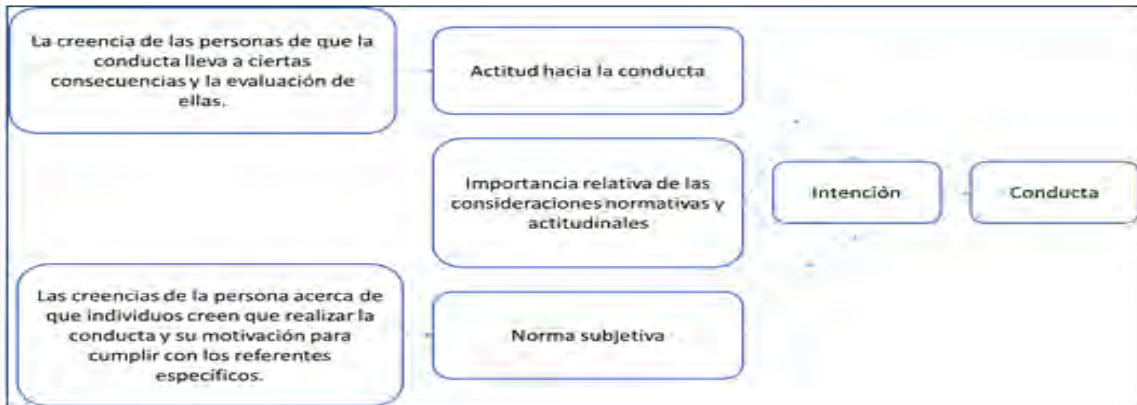 La creencia de las personas de que la
conducta lleva a ciertas
consecuencias y la evaluación de
ellas.
Actitud hacia la conducta
Importancia relativa de las
consideraciones normativas y
actitudinales
Intención
Conducta
Las creencias de la persona acerca de
que individuos creen que realizar la
conducta y su motivación para
cumplir con los referentes
específicos.
Norma subjetiva